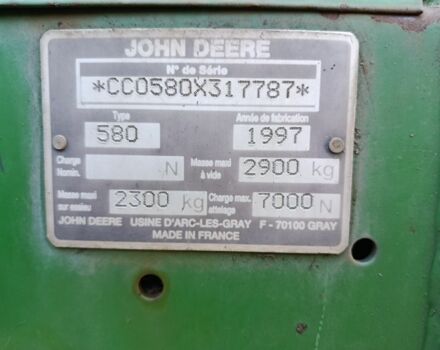 JOHN DEERE
N° de Série
*CC0580X317787*
Type Année de fabrication
580 1997
Charge Nomin. N Masse maxi à vide 2900 kg
Masse maxi sur essieu 2300 kg Charge max. attelage 7000 N
JOHN DEERE USINE D'ARC-LES-GRAY F - 70100 GRAY
MADE IN FRANCE